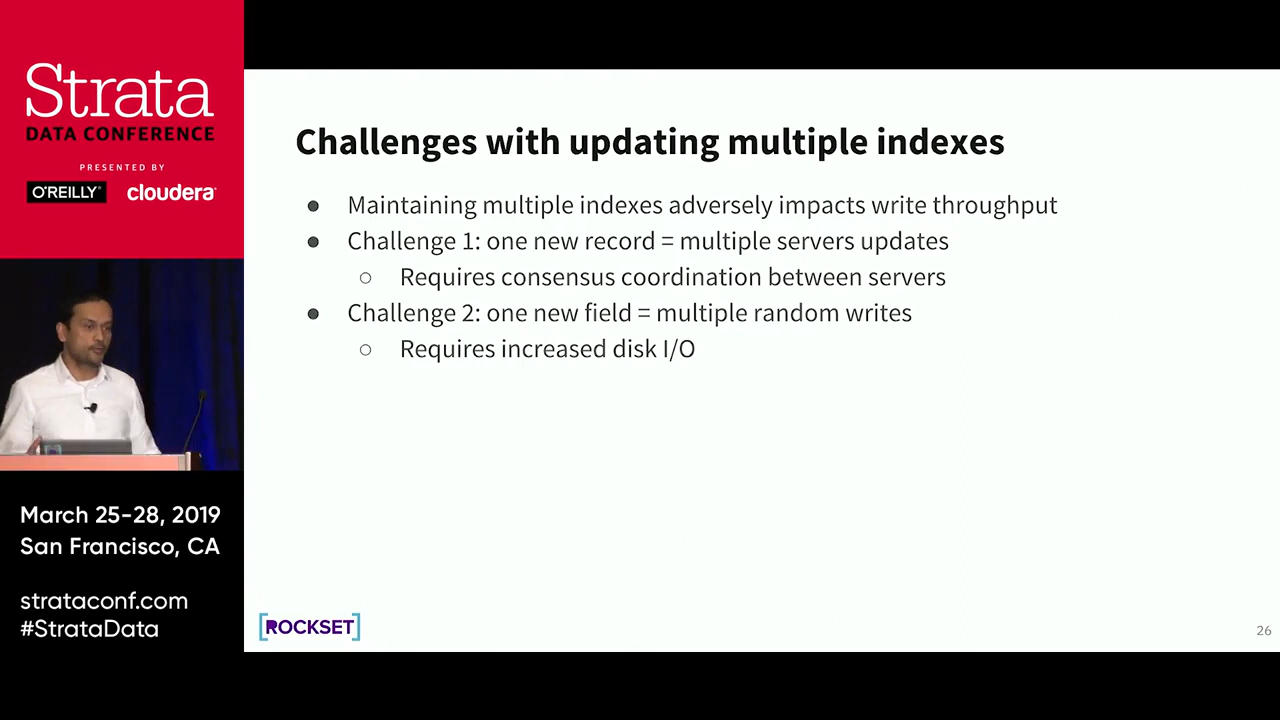 Strata
DATA CONFERENCE
PRESENTED BY
O'REILLY® cloudera
March 25-28, 2019
San Francisco, CA
strataconf.com
#StrataData
Challenges with updating multiple indexes
● Maintaining multiple indexes adversely impacts write throughput
● Challenge 1: one new record = multiple servers updates
○ Requires consensus coordination between servers
● Challenge 2: one new field = multiple random writes
○ Requires increased disk I/O
[ROCKSET]
26